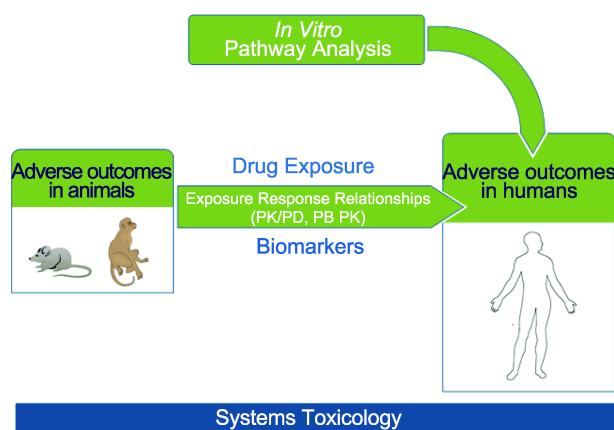 In Vitro
Pathway Analysis
Adverse outcomes
in animals
Drug Exposure
Exposure Response Relationships
(PK/PD, PB PK)
Biomarkers
Adverse outcomes
in humans
Systems Toxicology